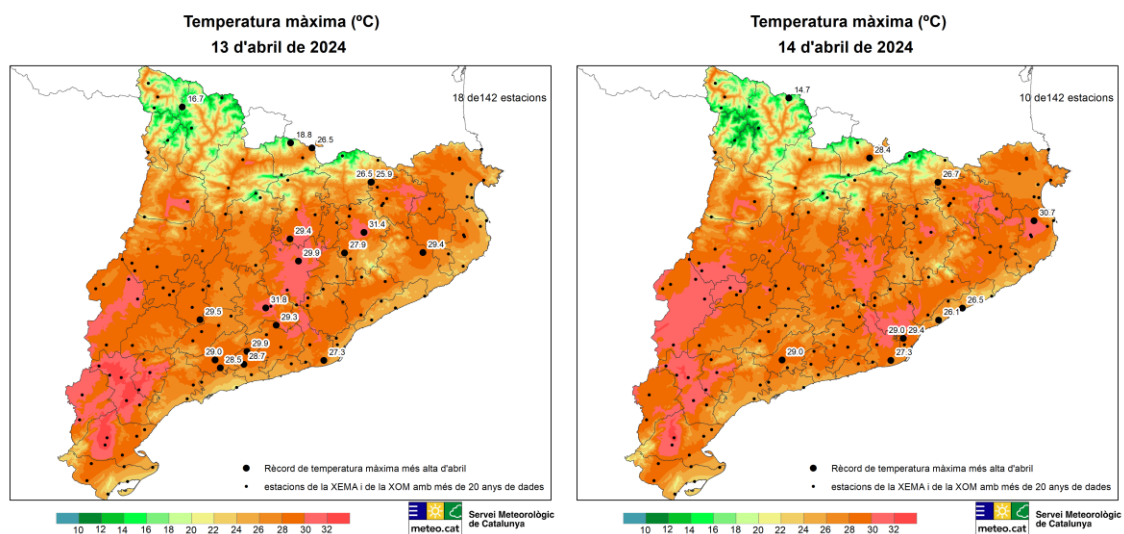 Temperatura màxima (ºC)
13 d'abril de 2024
18 de142 estacions
16.7
18.8
26.5
26.5
25.9
31.4
29.4
27.9
29.4
29.9
31.8
29.5
29.3
29.9
29.0
28.5
28.7
27.3
Rècord de temperatura màxima més alta d'abril
estacions de la XEMA i de la XOM amb més de 20 anys de dades
10 12 14 16 18 20 22 24 26 28 30 32
meteo.cat
Servei Meteorològic
de Catalunya
Temperatura màxima (ºC)
14 d'abril de 2024
10 de142 estacions
14.7
28.4
26.7
30.7
26.5
26.1
29.0
29.4
29.0
27.3
Rècord de temperatura màxima més alta d'abril
estacions de la XEMA i de la XOM amb més de 20 anys de dades
10 12 14 16 18 20 22 24 26 28 30 32
meteo.cat
Servei Meteorològic
de Catalunya